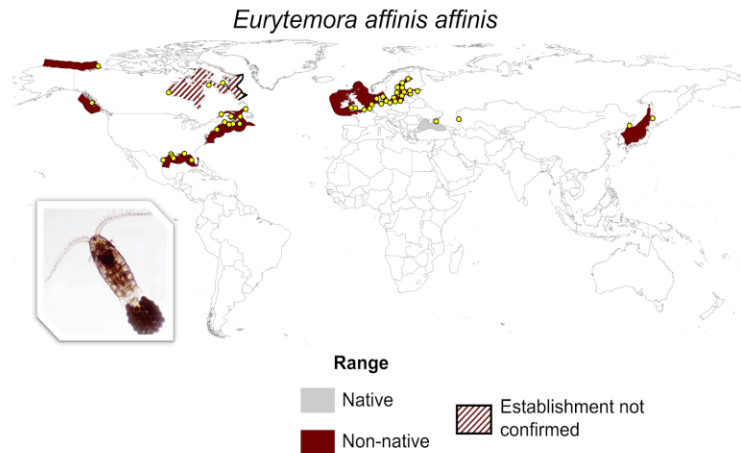 Eurytemora affinis affinis
Range
Native
Non-native
Establishment not
confirmed